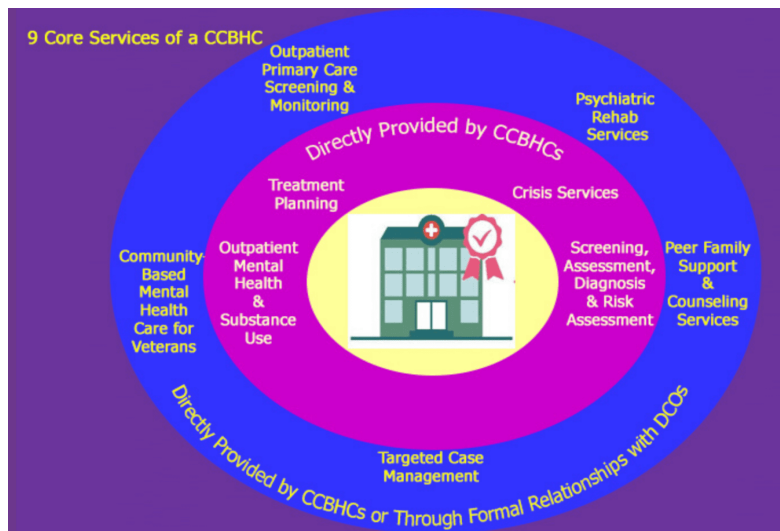 9 Core Services of a CCBHC
Outpatient
Primary Care
Screening &
Monitoring
Psychiatric
Rehab
Services
Directly Provided by CCBHCs
Treatment
Planning
Crisis Services
Community-
Based
Mental
Health
Care for
Veterans
Outpatient
Mental
Health
&
Substance
Use
Screening,
Assessment,
Diagnosis
& Risk
Assessment
Peer Family
Support
&
Counseling
Services
Targeted Case
Management
Directly Provided by CCBHCs or Through Formal Relationships with DCOs